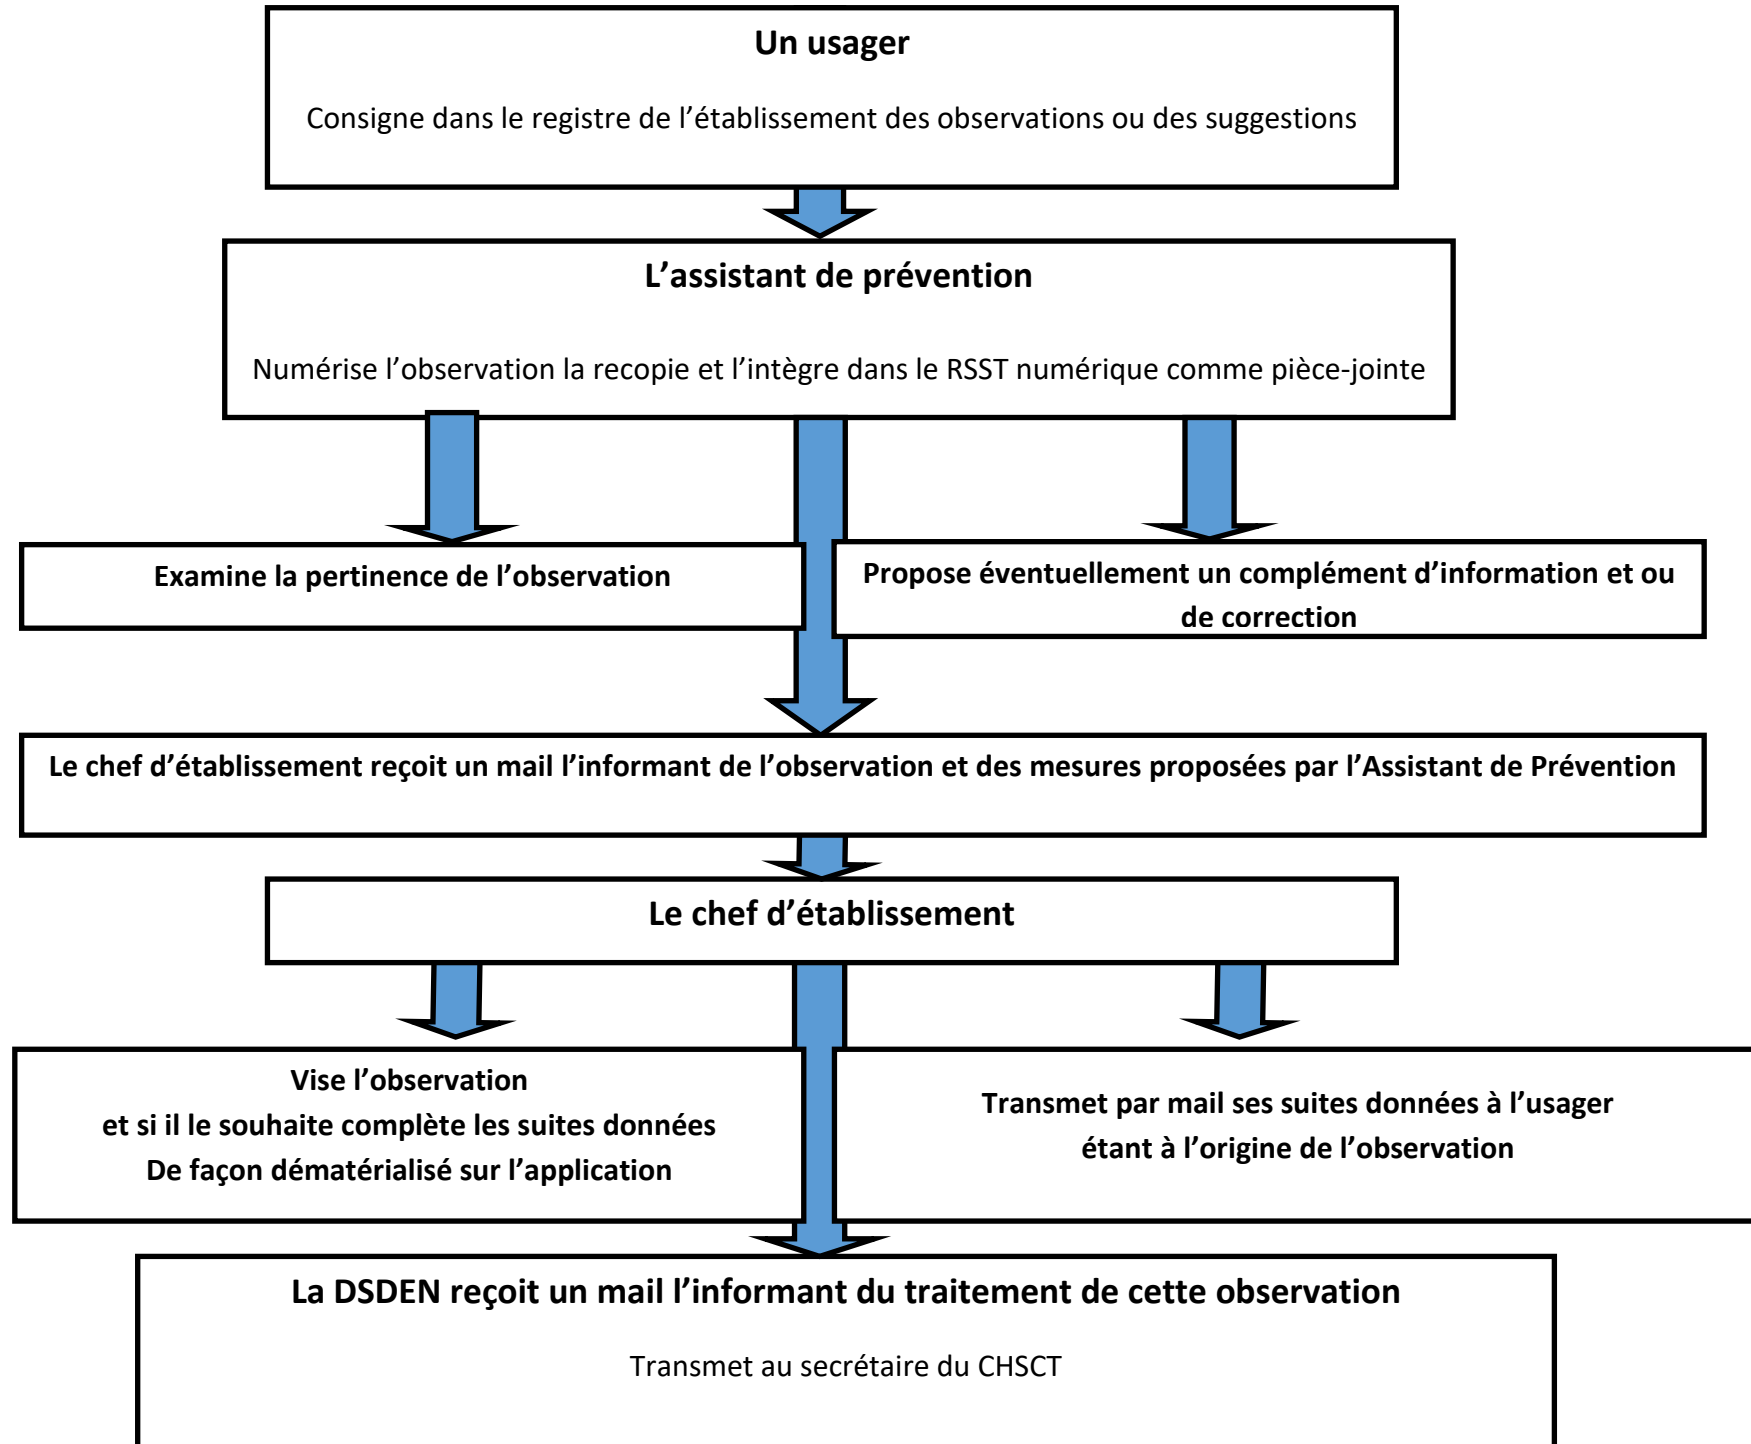 Un usager
Consigne dans le registre de l’établissement des observations ou des suggestions
L’assistant de prévention
Numérise l’observation la recopie et l’intègre dans le RSST numérique comme pièce-jointe
Examine la pertinence de l’observation
Propose éventuellement un complément d’information et ou
de correction
Le chef d’établissement reçoit un mail l’informant de l’observation et des mesures proposées par l’Assistant de Prévention
Le chef d’établissement
Vise l’observation
et si il le souhaite complète les suites données
De façon dématérialisé sur l’application
Transmet par mail ses suites données à l’usager
étant à l’origine de l’observation
La DSDEN reçoit un mail l’informant du traitement de cette observation
Transmet au secrétaire du CHSCT